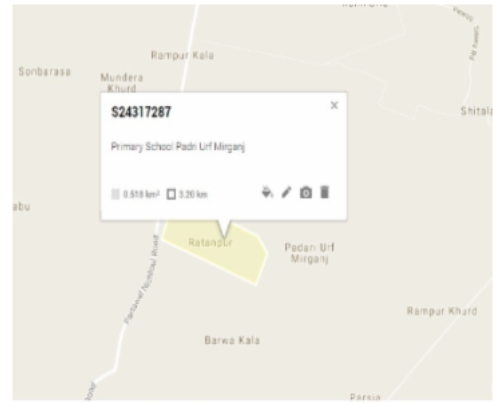 Rampur Kala
Sonbarasa
Mundera
Khurd
S24317287
×
Shitala
Primary School Padri Urf Mirganj
0.518 km² 3.20 km
abu
Ratanpur
Padari Urf
Mirganj
Rampur Khurd
Barwa Kala
Parsia